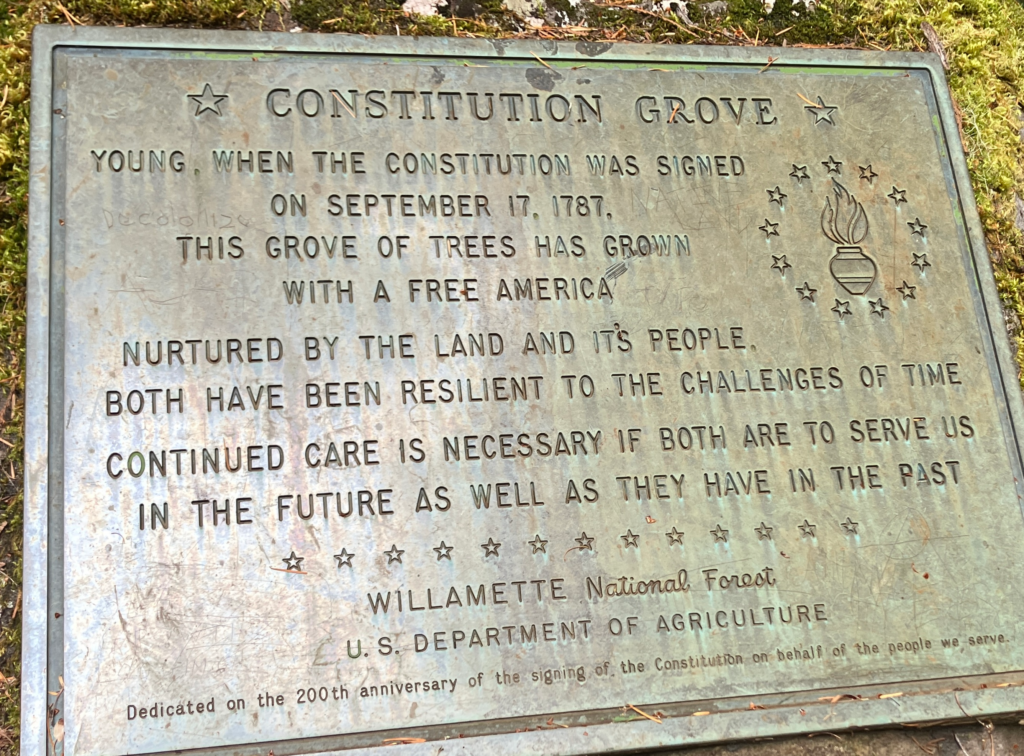 CONSTITUTION GROVE
YOUNG, WHEN THE CONSTITUTION WAS SIGNED
ON SEPTEMBER 17, 1787,
THIS GROVE OF TREES HAS GROWN
WITH A FREE AMERICA
NURTURED BY THE LAND AND IT'S PEOPLE,
BOTH HAVE BEEN RESILIENT TO THE CHALLENGES OF TIME
CONTINUED CARE IS NECESSARY IF BOTH ARE TO SERVE US
IN THE FUTURE AS WELL AS THEY HAVE IN THE PAST
WILLAMETTE National Forest
U.S. DEPARTMENT OF AGRICULTURE
Dedicated on the 200th anniversary of the signing of the Constitution on behalf of the people we serve.